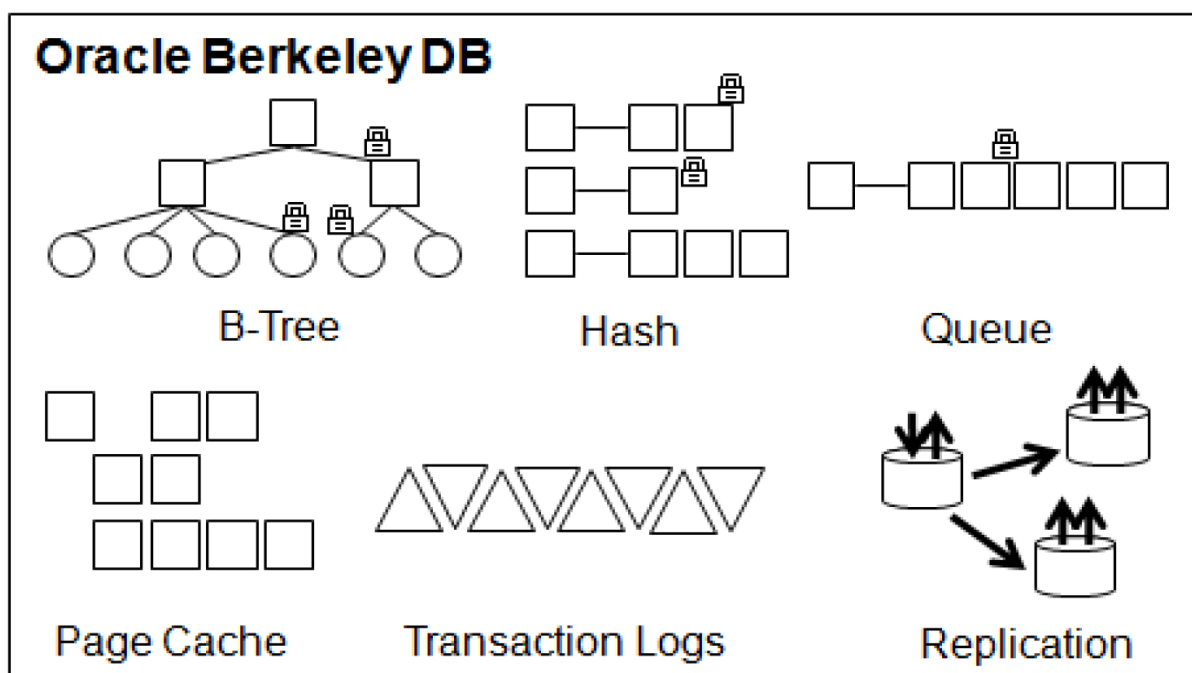 Oracle Berkeley DB
B-Tree
Hash
Queue
Page Cache
Transaction Logs
Replication